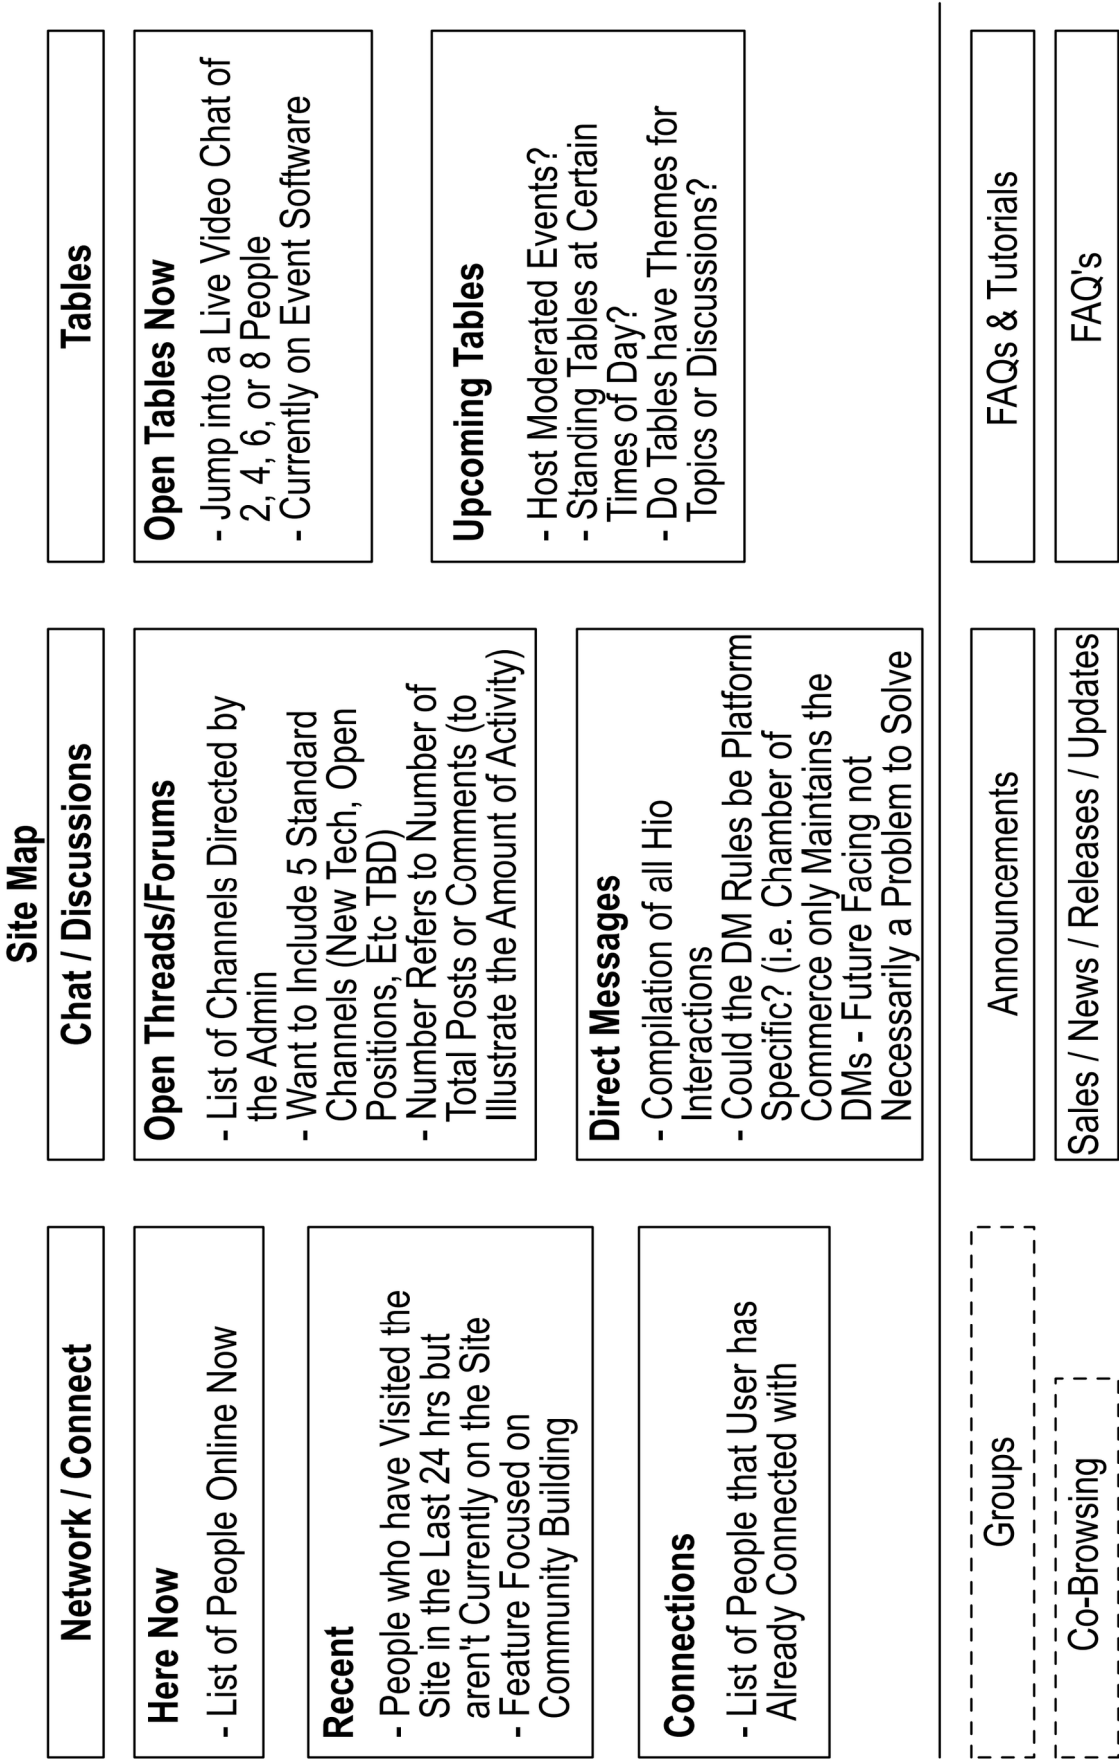 Site Map
Network / Connect
Here Now
- List of People Online Now
Recent
- People who have Visited the
Site in the Last 24 hrs but
aren't Currently on the Site
- Feature Focused on
Community Building
Connections
- List of People that User has
Already Connected with
Chat / Discussions
Open Threads/Forums
- List of Channels Directed by
the Admin
- Want to Include 5 Standard
Channels (New Tech, Open
Positions, Etc TBD)
- Number Refers to Number of
Total Posts or Comments (to
Illustrate the Amount of Activity)
Direct Messages
- Compilation of all Hio
Interactions
- Could the DM Rules be Platform
Specific? (i.e. Chamber of
Commerce only Maintains the
DMs - Future Facing not
Necessarily a Problem to Solve
Tables
Open Tables Now
- Jump into a Live Video Chat of
2, 4, 6, or 8 People
- Currently on Event Software
Upcoming Tables
- Host Moderated Events?
- Standing Tables at Certain
Times of Day?
- Do Tables have Themes for
Topics or Discussions?
Groups
Announcements
FAQs & Tutorials
Co-Browsing
Sales / News / Releases / Updates
FAQ's